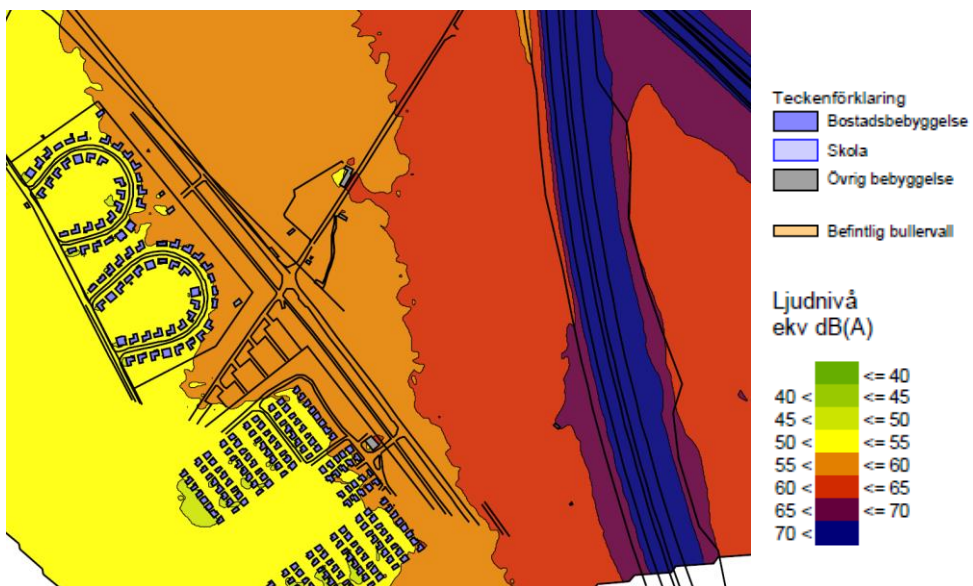 Teckenförklaring
Bostadsbebyggelse
Skola
Övrig bebyggelse
Befintlig bullervall
Ljudnivå
ekv dB(A)
<= 40
40 < <= 45
45 < <= 50
50 < <= 55
55 < <= 60
60 < <= 65
65 < <= 70
70 <